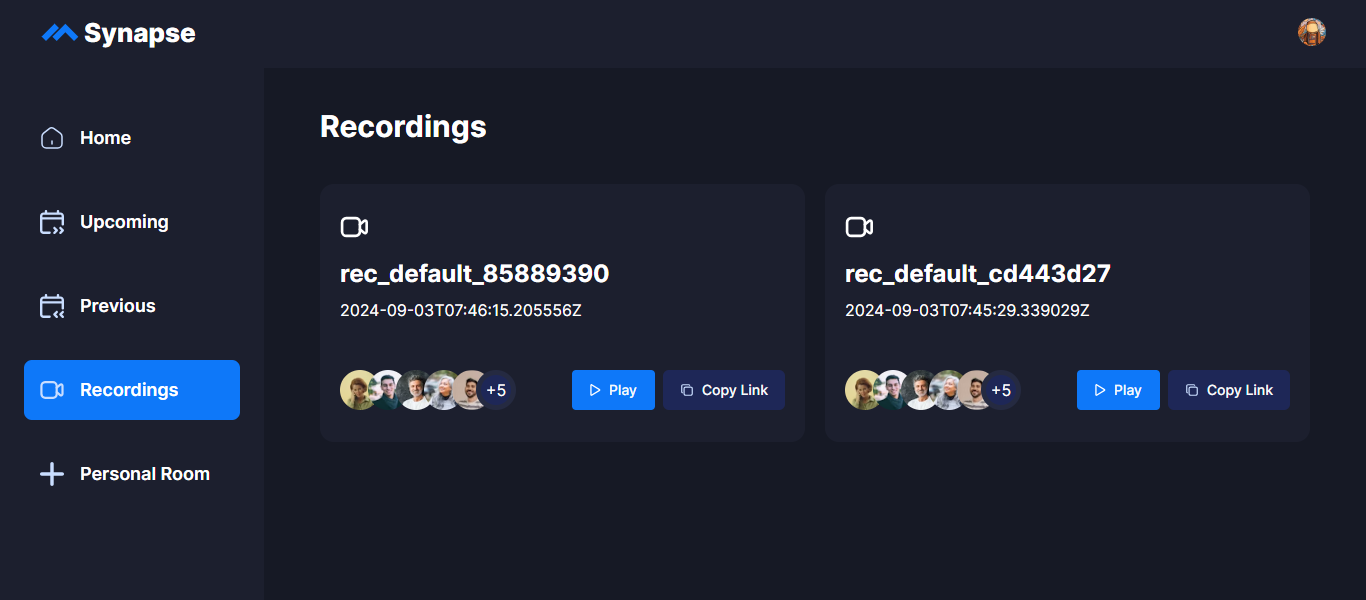 Synapse
Home
Upcoming
Previous
Recordings
Personal Room
Recordings
rec_default_85889390
2024-09-03T07:46:15.205556Z
+5
Play
Copy Link
rec_default_cd443d27
2024-09-03T07:45:29.339029Z
+5
Play
Copy Link